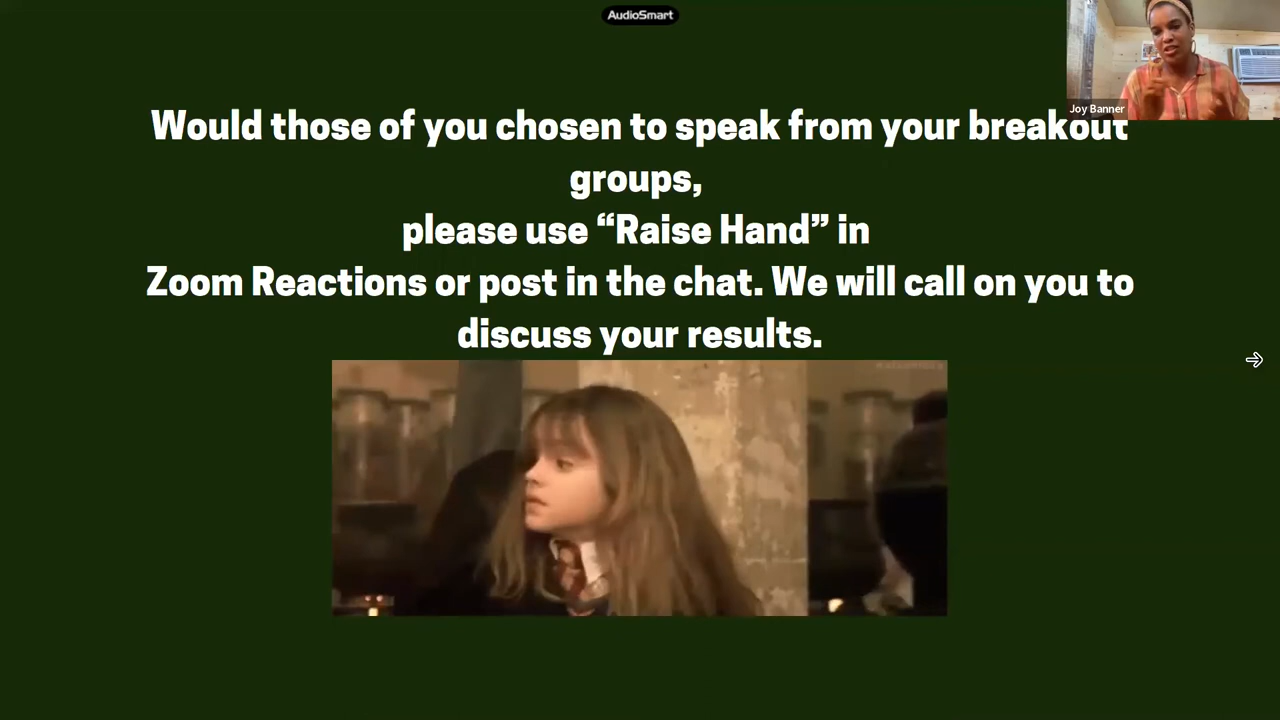 AudioSmart
Joy Banner
Would those of you chosen to speak from your breakout
groups,
please use “Raise Hand” in
Zoom Reactions or post in the chat. We will call on you to
discuss your results.